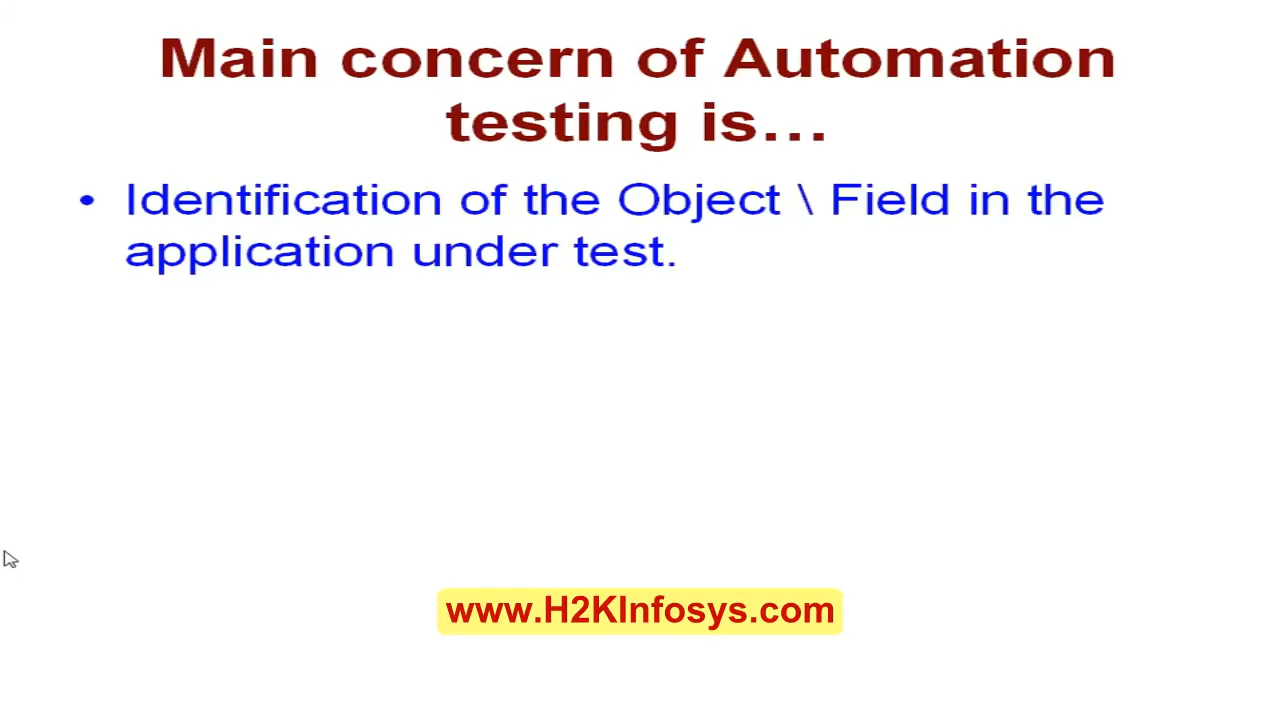 Main concern of Automation
testing is...
• Identification of the Object \ Field in the
application under test.
www.H2KInfosys.com